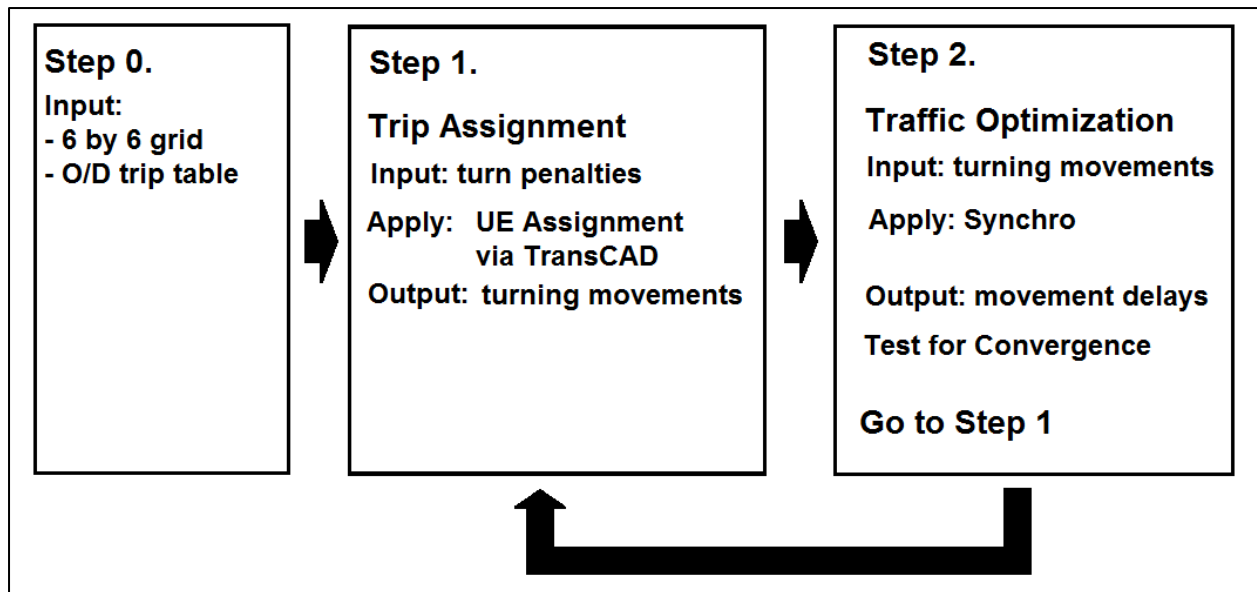 Step 0.
Input:
- 6 by 6 grid
- O/D trip table
Step 1.
Trip Assignment
Input: turn penalties
Apply: UE Assignment
via TransCAD
Output: turning movements
Step 2.
Traffic Optimization
Input: turning movements
Apply: Synchro
Output: movement delays
Test for Convergence
Go to Step 1